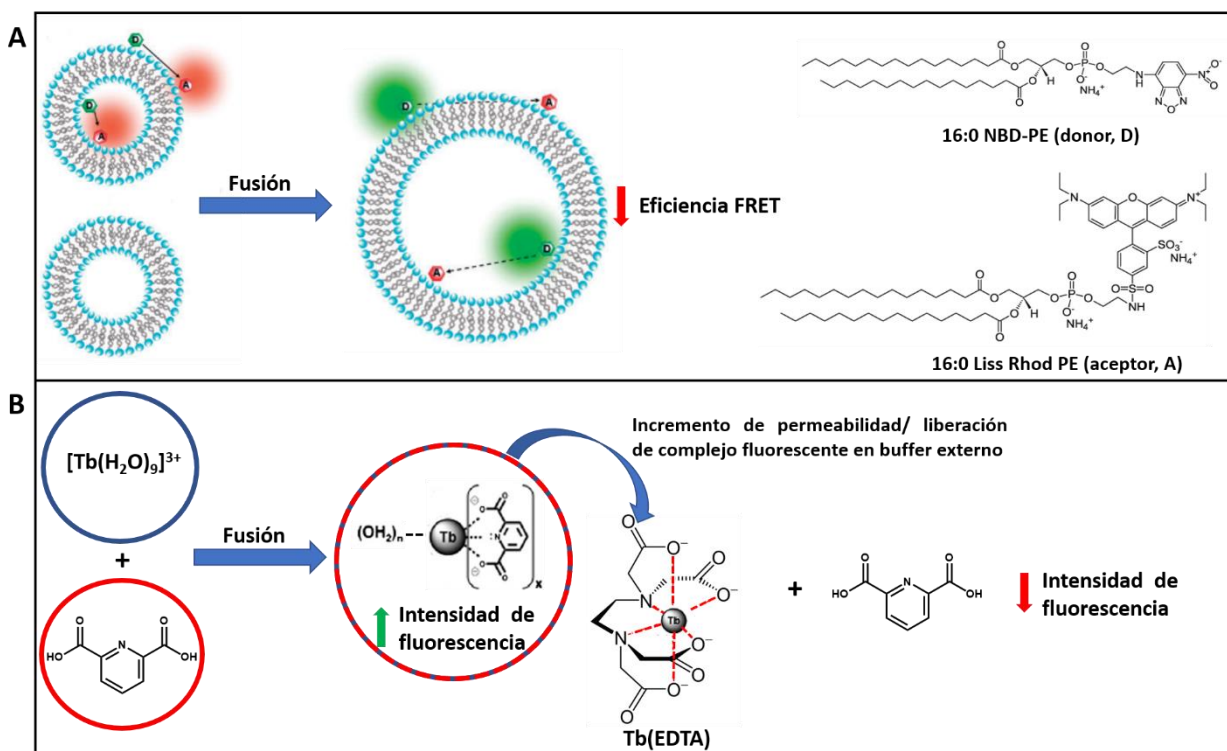 A
D
A
D
A
Fusión
D
A
D
A
Eficiencia FRET
16:0 NBD-PE (donor, D)
16:0 Liss Rhod PE (aceptor, A)
B
[Tb(H₂O)₉]³⁺
+
Fusión
(OH₂)ₙ
Tb
x
Intensidad de
fluorescencia
Incremento de permeabilidad/ liberación
de complejo fluorescente en buffer externo
Tb
Tb(EDTA)
+
Intensidad de
fluorescencia